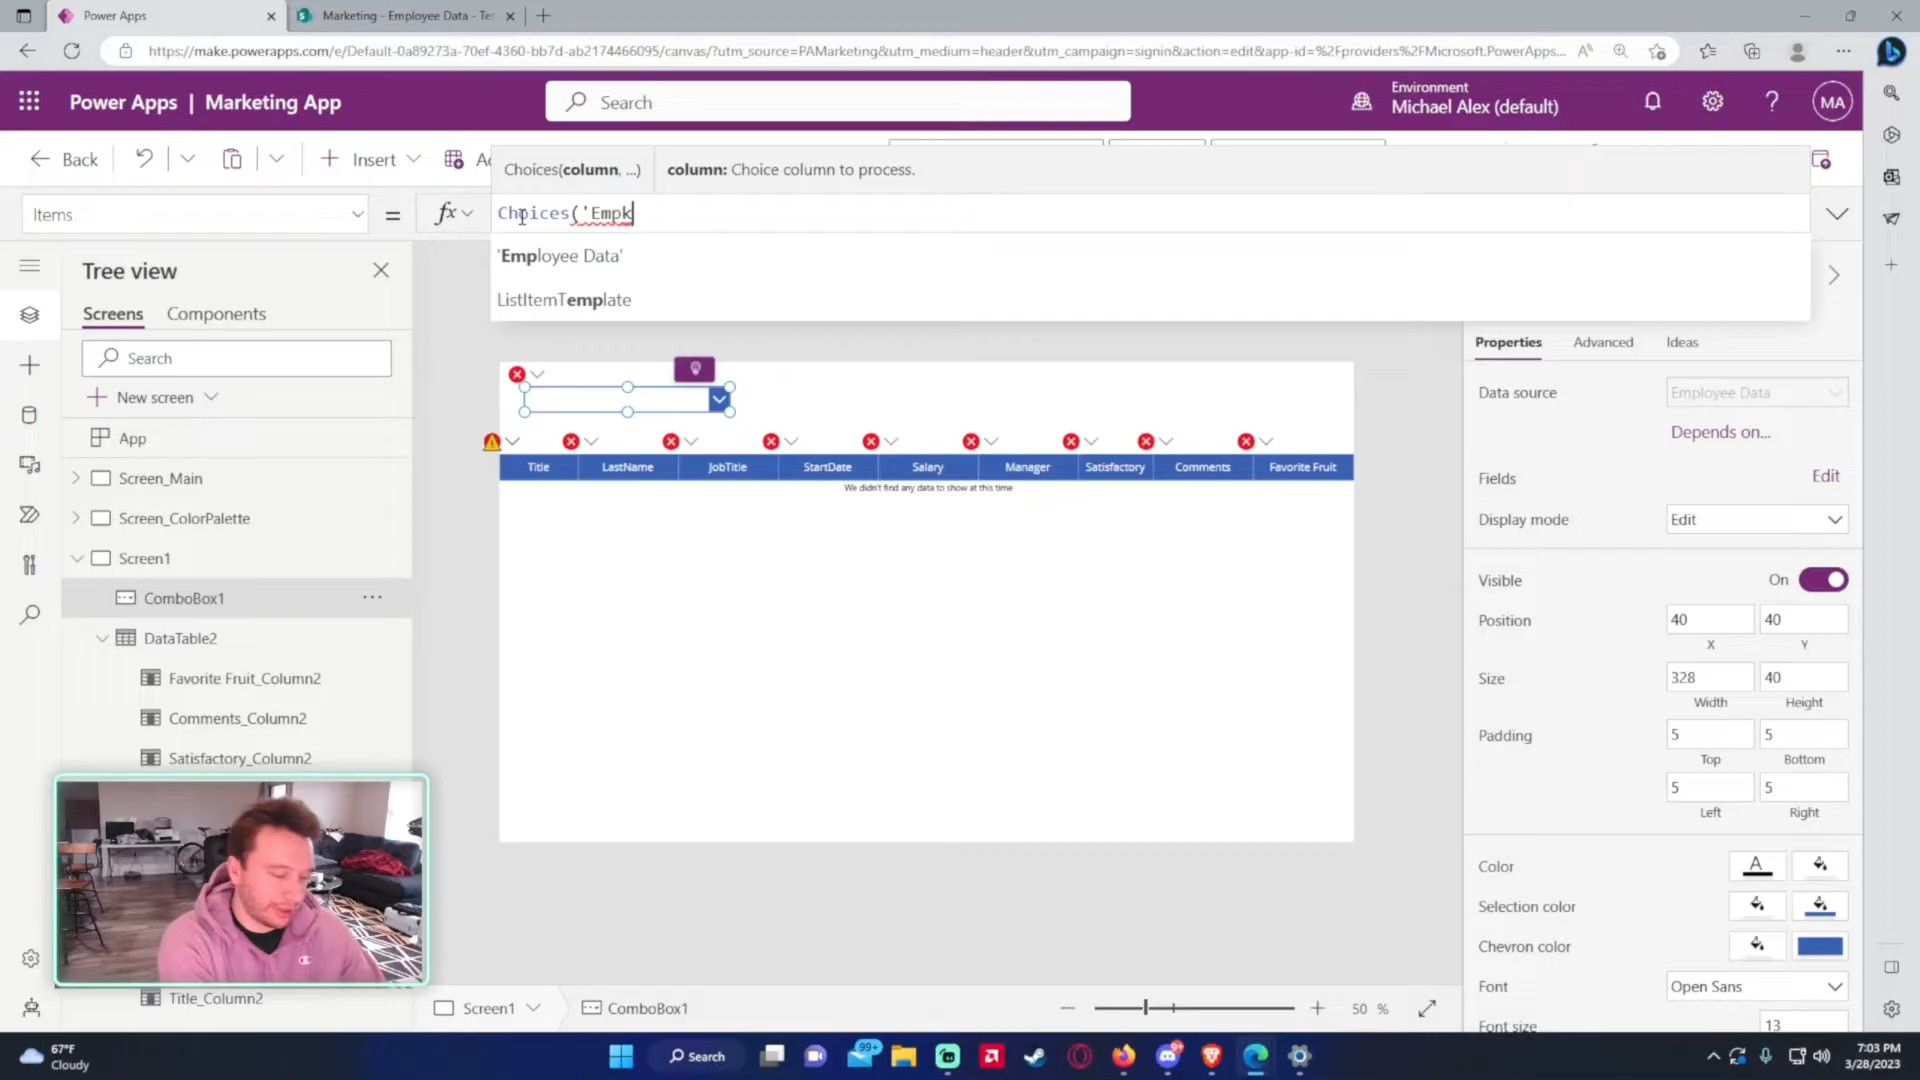 Power Apps
Marketing - Employee Data - Te
https://make.powerapps.com/e/Default-0a89273a-70ef-4360-bb7d-ab2174466095/canvas/?utm_source=PAMarketing&utm_medium=header&utm_campaign=signin&action=edit&app-id=%2Fproviders%2FMicrosoft.PowerApps...
Power Apps | Marketing App
Search
Environment
Michael Alex (default)
MA
Back
Insert
Choices(column, ...)
column: Choice column to process.
Items
=
fx
Choices('Empk
'Employee Data'
ListItemTemplate
Tree view
Screens
Components
Search
New screen
App
Screen_Main
Screen_ColorPalette
Screen1
ComboBox1
DataTable2
Favorite Fruit_Column2
Comments_Column2
Satisfactory_Column2
Title_Column2
Title
LastName
JobTitle
StartDate
Salary
Manager
Satisfactory
Comments
Favorite Fruit
We didn't find any data to show at this time
Properties
Advanced
Ideas
Data source
Employee Data
Depends on...
Fields
Edit
Display mode
Edit
Visible
On
Position
40
40
X
Y
Size
328
40
Width
Height
Padding
5
5
Top
Bottom
5
5
Left
Right
Color
A
Selection color
Chevron color
Font
Open Sans
Font size
13
Screen1
ComboBox1
50 %
67°F
Cloudy
Search
99+
7:03 PM
3/28/2023